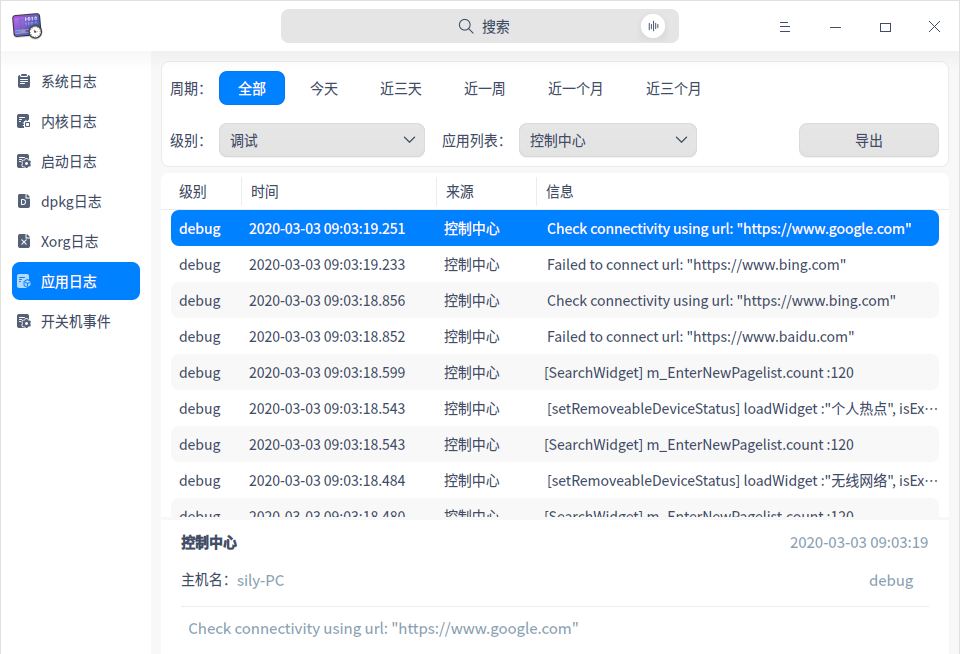 搜索
系统日志
内核日志
启动日志
dpkg日志
Xorg日志
应用日志
开关机事件
周期： 全部 今天 近三天 近一周 近一个月 近三个月
级别： 调试 应用列表： 控制中心 导出
级别 时间 来源 信息
debug 2020-03-03 09:03:19.251 控制中心 Check connectivity using url: "https://www.google.com"
debug 2020-03-03 09:03:19.233 控制中心 Failed to connect url: "https://www.bing.com"
debug 2020-03-03 09:03:18.856 控制中心 Check connectivity using url: "https://www.bing.com"
debug 2020-03-03 09:03:18.852 控制中心 Failed to connect url: "https://www.baidu.com"
debug 2020-03-03 09:03:18.599 控制中心 [SearchWidget] m_EnterNewPagelist.count :120
debug 2020-03-03 09:03:18.543 控制中心 [setRemoveableDeviceStatus] loadWidget :"个人热点", isEx…
debug 2020-03-03 09:03:18.543 控制中心 [SearchWidget] m_EnterNewPagelist.count :120
debug 2020-03-03 09:03:18.484 控制中心 [setRemoveableDeviceStatus] loadWidget :"无线网络", isEx…
debug 2020-03-03 09:03:18.480 控制中心 [SearchWidget] m_EnterNewPagelist.count :120
控制中心 2020-03-03 09:03:19
主机名： sily-PC debug
Check connectivity using url: "https://www.google.com"